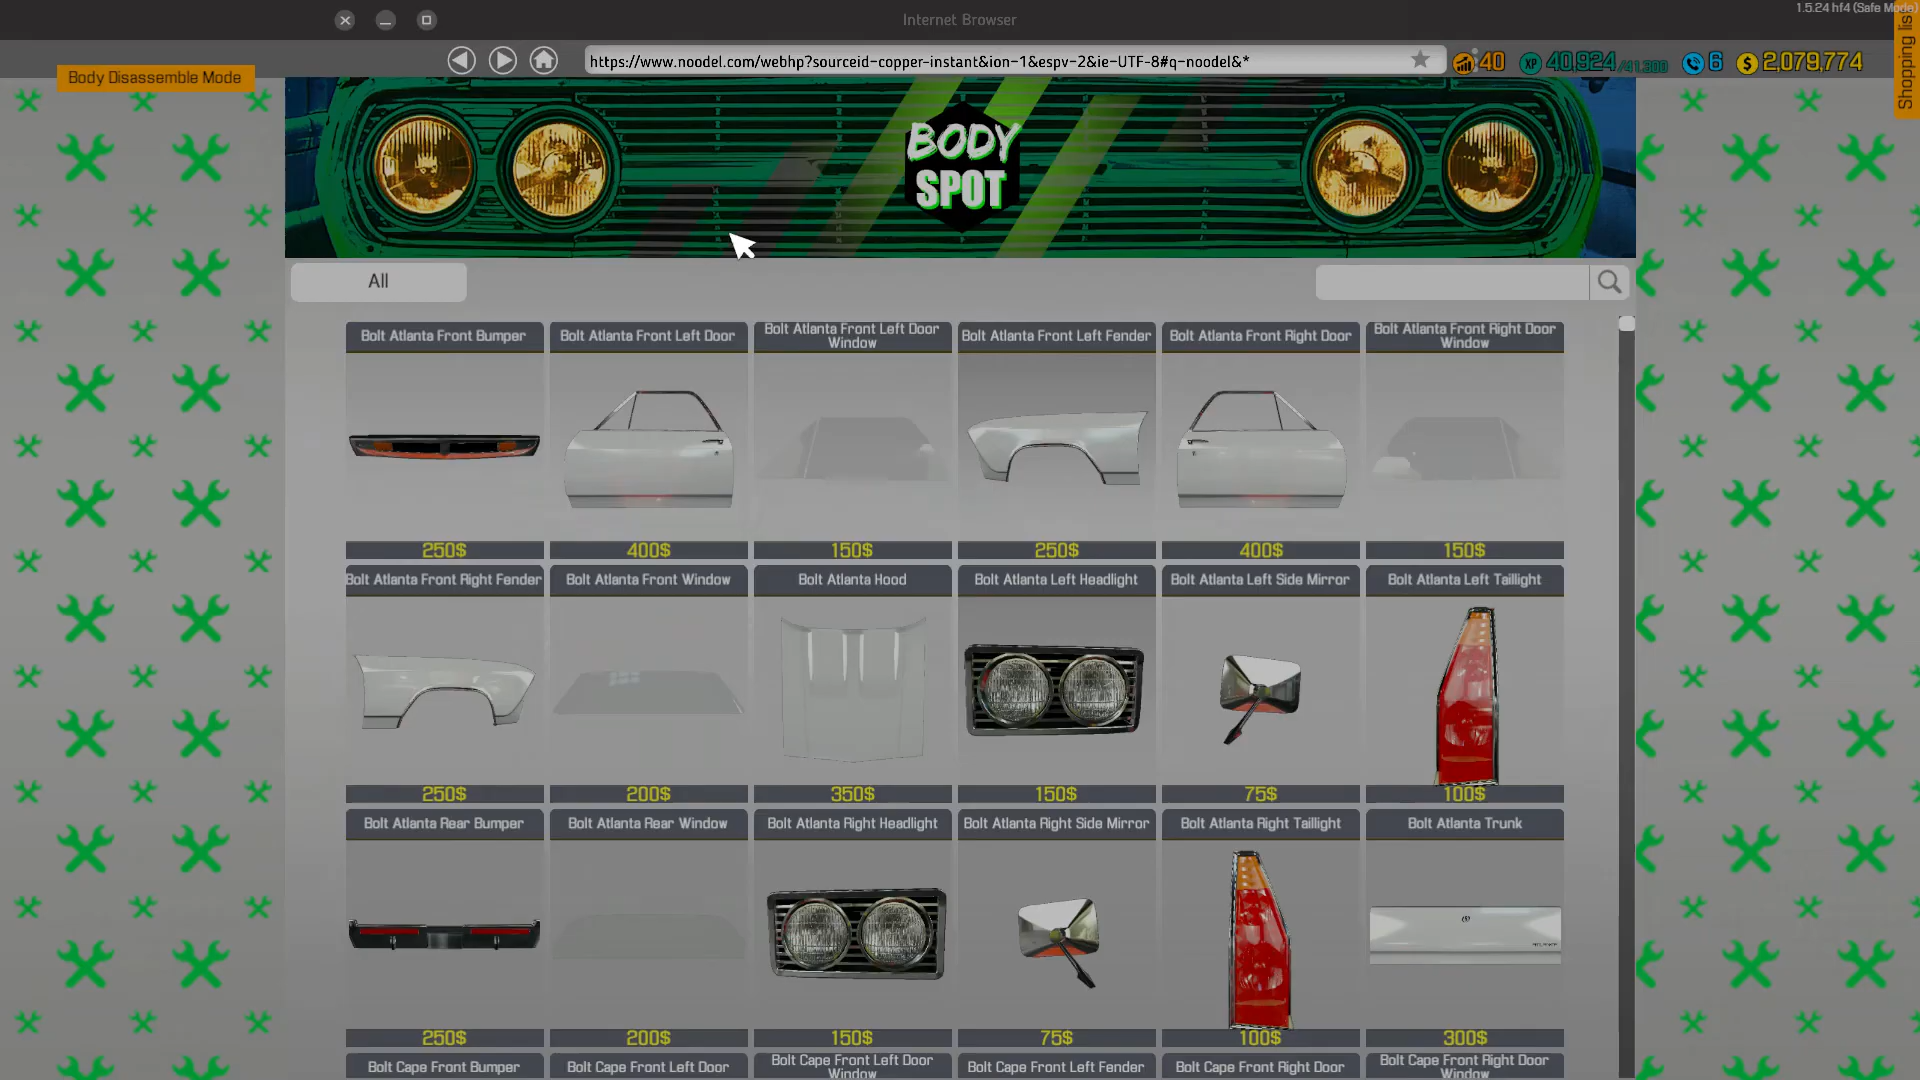 Internet Browser
1.5.24 hf4 (Safe Mode)
Body Disassemble Mode
https://www.noodel.com/webhp?sourceid-copper-instant&ion-1&espv-2&ie-UTF-8#q-noodel&*
40
XP 40,924/41,300
6
$ 2,079,774
Shopping lis
BODY
SPOT
All
Bolt Atlanta Front Bumper
Bolt Atlanta Front Left Door
Bolt Atlanta Front Left Door
Window
Bolt Atlanta Front Left Fender
Bolt Atlanta Front Right Door
Bolt Atlanta Front Right Door
Window
250$
400$
150$
250$
400$
150$
Bolt Atlanta Front Right Fender
Bolt Atlanta Front Window
Bolt Atlanta Hood
Bolt Atlanta Left Headlight
Bolt Atlanta Left Side Mirror
Bolt Atlanta Left Taillight
250$
200$
350$
150$
75$
100$
Bolt Atlanta Rear Bumper
Bolt Atlanta Rear Window
Bolt Atlanta Right Headlight
Bolt Atlanta Right Side Mirror
Bolt Atlanta Right Taillight
Bolt Atlanta Trunk
250$
200$
150$
75$
100$
300$
Bolt Cape Front Bumper
Bolt Cape Front Left Door
Bolt Cape Front Left Door
Window
Bolt Cape Front Left Fender
Bolt Cape Front Right Door
Bolt Cape Front Right Door
Window